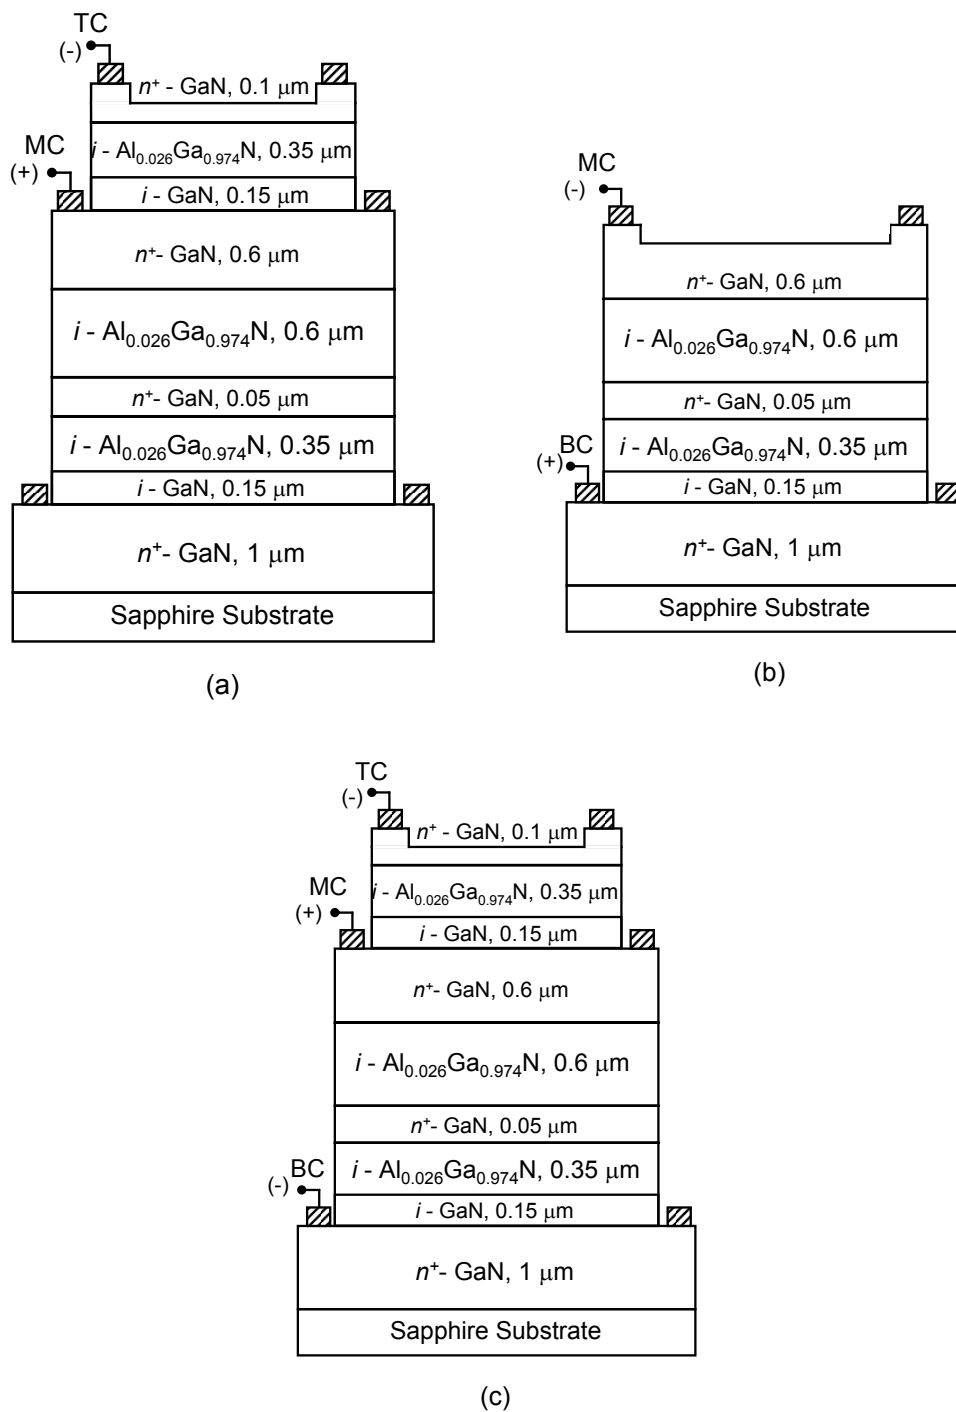 TC
(-)
n⁺ - GaN, 0.1 μm
MC
(+)
i - Al₀.₀₂₆Ga₀.₉₇₄N, 0.35 μm
i - GaN, 0.15 μm
n⁺- GaN, 0.6 μm
i - Al₀.₀₂₆Ga₀.₉₇₄N, 0.6 μm
n⁺- GaN, 0.05 μm
i - Al₀.₀₂₆Ga₀.₉₇₄N, 0.35 μm
i - GaN, 0.15 μm
n⁺- GaN, 1 μm
Sapphire Substrate
(a)
MC
(-)
n⁺- GaN, 0.6 μm
i - Al₀.₀₂₆Ga₀.₉₇₄N, 0.6 μm
n⁺- GaN, 0.05 μm
BC
(+)
i - Al₀.₀₂₆Ga₀.₉₇₄N, 0.35 μm
i - GaN, 0.15 μm
n⁺- GaN, 1 μm
Sapphire Substrate
(b)
TC
(-)
n⁺ - GaN, 0.1 μm
MC
(+)
i - Al₀.₀₂₆Ga₀.₉₇₄N, 0.35 μm
i - GaN, 0.15 μm
n⁺- GaN, 0.6 μm
i - Al₀.₀₂₆Ga₀.₉₇₄N, 0.6 μm
n⁺- GaN, 0.05 μm
BC
(-)
i - Al₀.₀₂₆Ga₀.₉₇₄N, 0.35 μm
i - GaN, 0.15 μm
n⁺- GaN, 1 μm
Sapphire Substrate
(c)